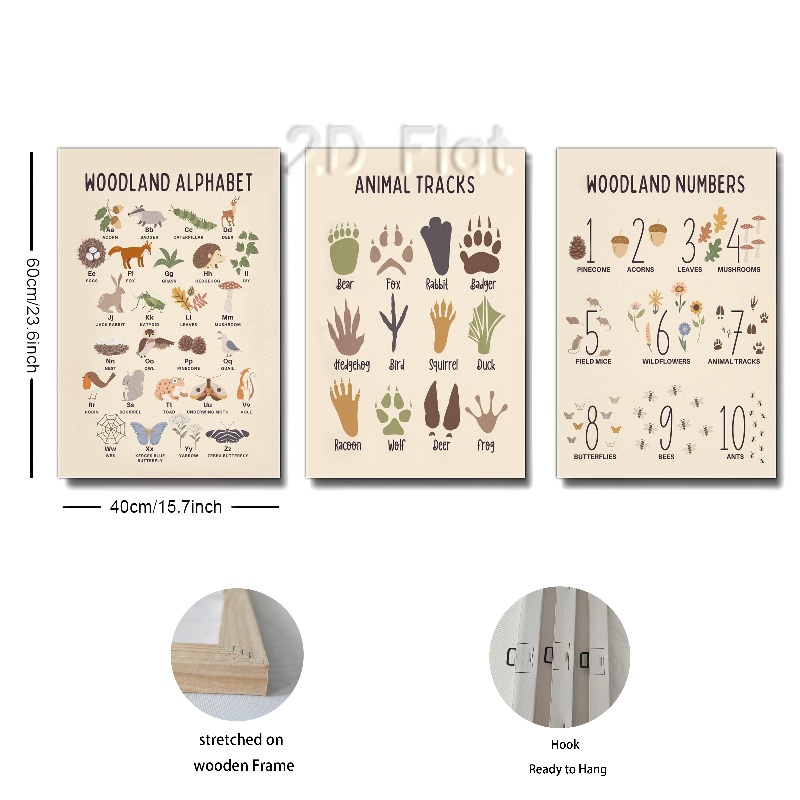 2D Flat
WOODLAND ALPHABET
Aa Bb Cc Dd
ACORN BADGER CATERPILLAR DEER
Ee Ff Gg Hh Ii
EGGS FOX GRASS HEDGEHOG IVY
Jj Kk Ll Mm
JACK RABBIT KATYDID LEAVES MUSHROOM
Nn Oo Pp Qq
NEST OWL PINECONE QUAIL
Rr Ss Tt Uu Vv
ROBIN SQUIRREL TOAD UNDERWING MOTH VOLL
Ww Xx Yy Zz
WEB XERCES BLUE BUTTERFLY YARROW ZEBRA BUTTERFLY
ANIMAL TRACKS
Bear Fox Rabbit Badger
Hedgehog Bird Squirrel Duck
Racoon Wolf Deer Frog
WOODLAND NUMBERS
1 2 3 4
PINECONE ACORNS LEAVES MUSHROOMS
5 6 7
FIELD MICE WILDFLOWERS ANIMAL TRACKS
8 9 10
BUTTERFLIES BEES ANTS
60cm/23.6inch
40cm/15.7inch
stretched on
wooden Frame
Hook
Ready to Hang